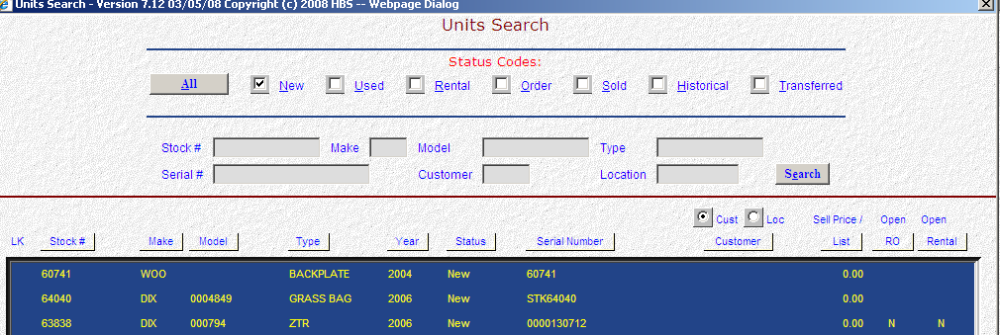 Units Search - Version 7.12 03/05/08 Copyright (c) 2008 HBS -- Webpage Dialog
Units Search
Status Codes:
All New Used Rental Order Sold Historical Transferred
Stock # Make Model Type
Serial # Customer Location Search
Cust Loc Sell Price / Open Open
LK Stock # Make Model Type Year Status Serial Number Customer List RO Rental
60741 WOO BACKPLATE 2004 New 60741 0.00
64040 DIX 0004849 GRASS BAG 2006 New STK64040 0.00
63838 DIX 000794 ZTR 2006 New 0000130712 0.00 N N